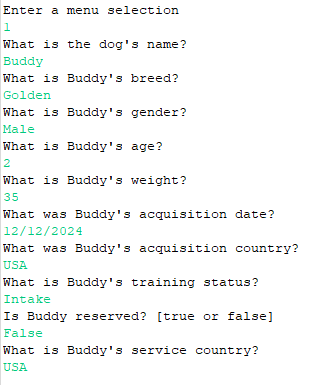 Enter a menu selection
1
What is the dog's name?
Buddy
What is Buddy's breed?
Golden
What is Buddy's gender?
Male
What is Buddy's age?
2
What is Buddy's weight?
35
What was Buddy's acquisition date?
12/12/2024
What was Buddy's acquisition country?
USA
What is Buddy's training status?
Intake
Is Buddy reserved? [true or false]
False
What is Buddy's service country?
USA